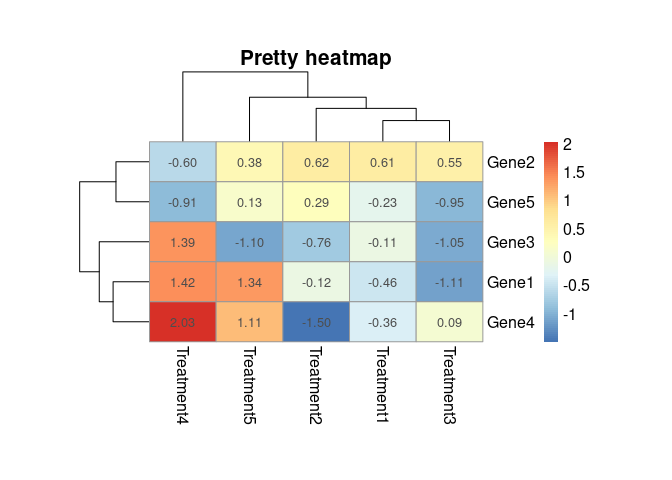 Pretty heatmap
-0.60 0.38 0.62 0.61 0.55 Gene2
-0.91 0.13 0.29 -0.23 -0.95 Gene5
1.39 -1.10 -0.76 -0.11 -1.05 Gene3
1.42 1.34 -0.12 -0.46 -1.11 Gene1
2.03 1.11 -1.50 -0.36 0.09 Gene4
Treatment4
Treatment5
Treatment2
Treatment1
Treatment3
2
1.5
1
0.5
0
-0.5
-1